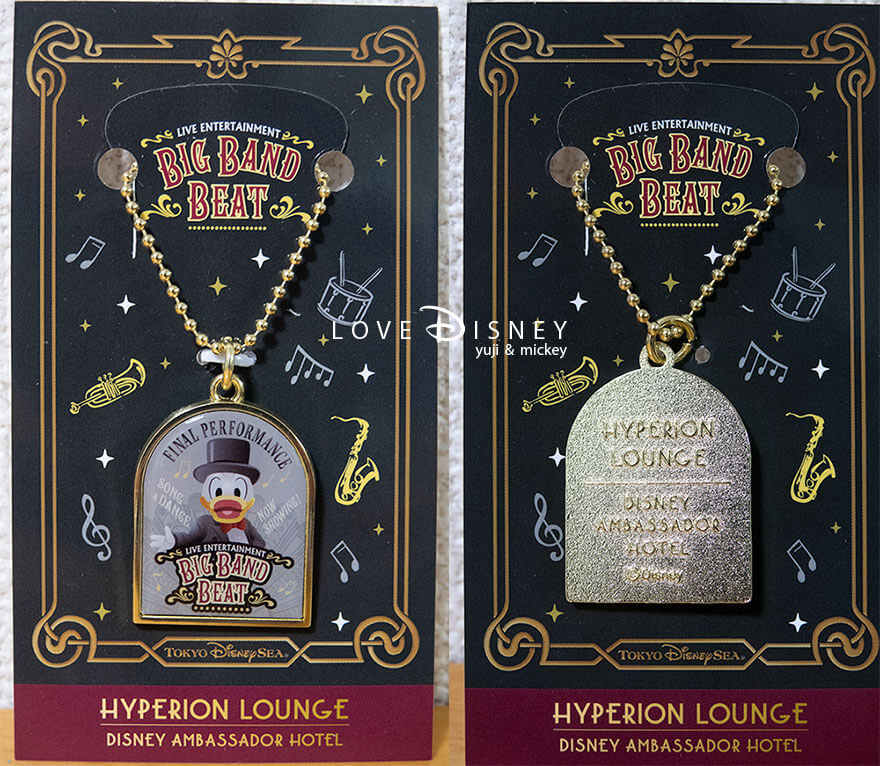 LIVE ENTERTAINMENT
BIG BAND
BEAT
FINAL PERFORMANCE
SONG
& DANCE
NOW
SHOWING!
LIVE ENTERTAINMENT
BIG BAND
BEAT
TOKYO DisneySEA®
HYPERION LOUNGE
DISNEY AMBASSADOR HOTEL
LOVE DISNEY
yuji & mickey
LIVE ENTERTAINMENT
BIG BAND
BEAT
HYPERION
LOUNGE
DISNEY
AMBASSADOR
HOTEL
©Disney
TOKYO DisneySEA®
HYPERION LOUNGE
DISNEY AMBASSADOR HOTEL